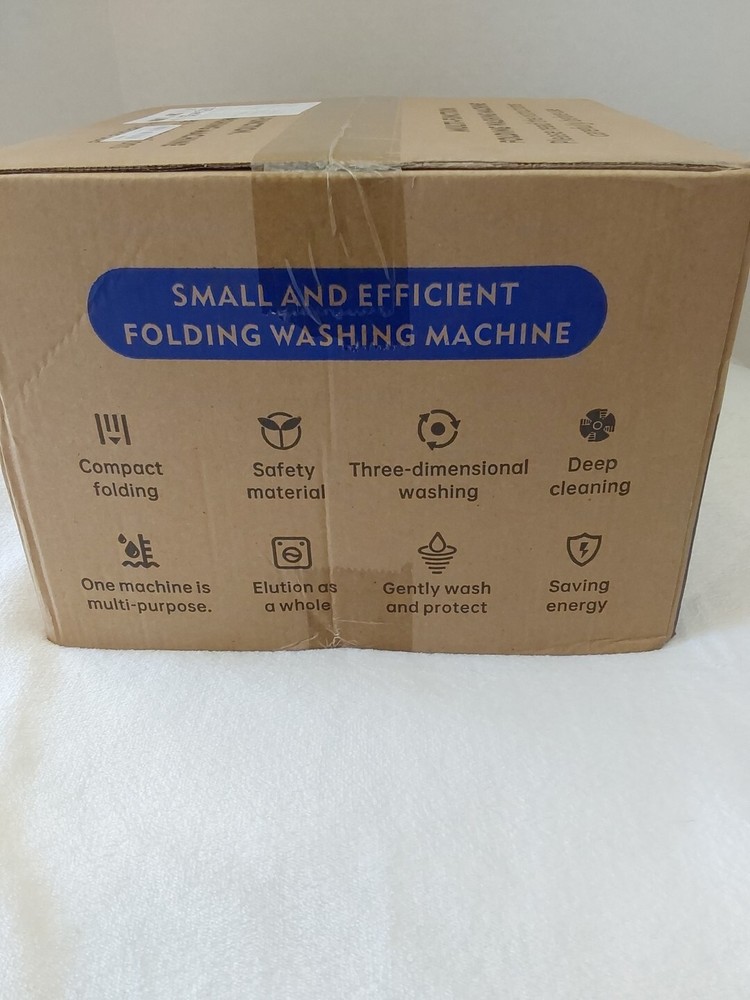 SMALL AND EFFICIENT
FOLDING WASHING MACHINE
Compact
folding
Safety
material
Three-dimensional
washing
Deep
cleaning
One machine is
multi-purpose.
Elution as
a whole
Gently wash
and protect
Saving
energy